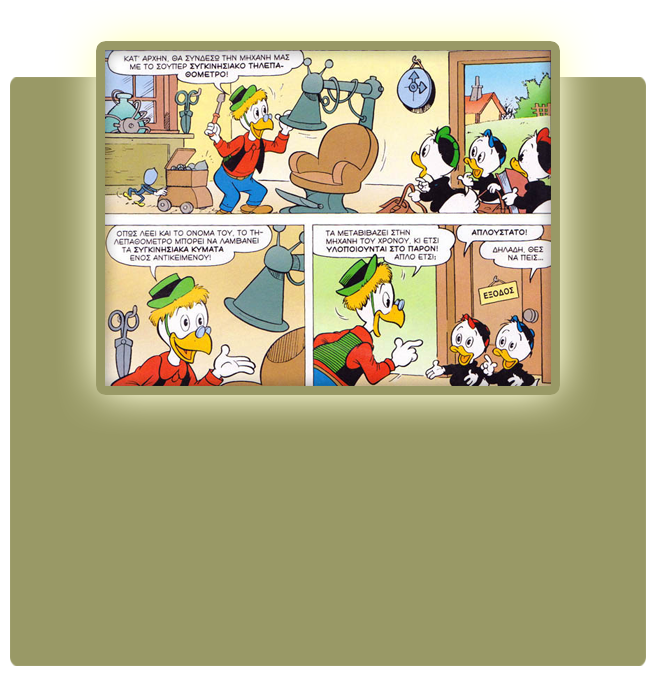 ΚΑΤ' ΑΡΧΗΝ, ΘΑ ΣΥΝΔΕΣΩ ΤΗΝ ΜΗΧΑΝΗ ΜΑΣ
ΜΕ ΤΟ ΣΟΥΠΕΡ ΣΥΓΚΙΝΗΣΙΑΚΟ ΤΗΛΕΠΑ-
ΘΟΜΕΤΡΟ!
ΟΠΩΣ ΛΕΕΙ ΚΑΙ ΤΟ ΟΝΟΜΑ ΤΟΥ, ΤΟ ΤΗ-
ΛΕΠΑΘΟΜΕΤΡΟ ΜΠΟΡΕΙ ΝΑ ΛΑΜΒΑΝΕΙ
ΤΑ ΣΥΓΚΙΝΗΣΙΑΚΑ ΚΥΜΑΤΑ
ΕΝΟΣ ΑΝΤΙΚΕΙΜΕΝΟΥ!
ΤΑ ΜΕΤΑΒΙΒΑΖΕΙ ΣΤΗΝ
ΜΗΧΑΝΗ ΤΟΥ ΧΡΟΝΟΥ, ΚΙ ΕΤΣΙ
ΥΛΟΠΟΙΟΥΝΤΑΙ ΣΤΟ ΠΑΡΟΝ!
ΑΠΛΟ ΕΤΣΙ;
ΑΠΛΟΥΣΤΑΤΟ!
ΔΗΛΑΔΗ, ΘΕΣ
ΝΑ ΠΕΙΣ...
ΕΞΟΔΟΣ